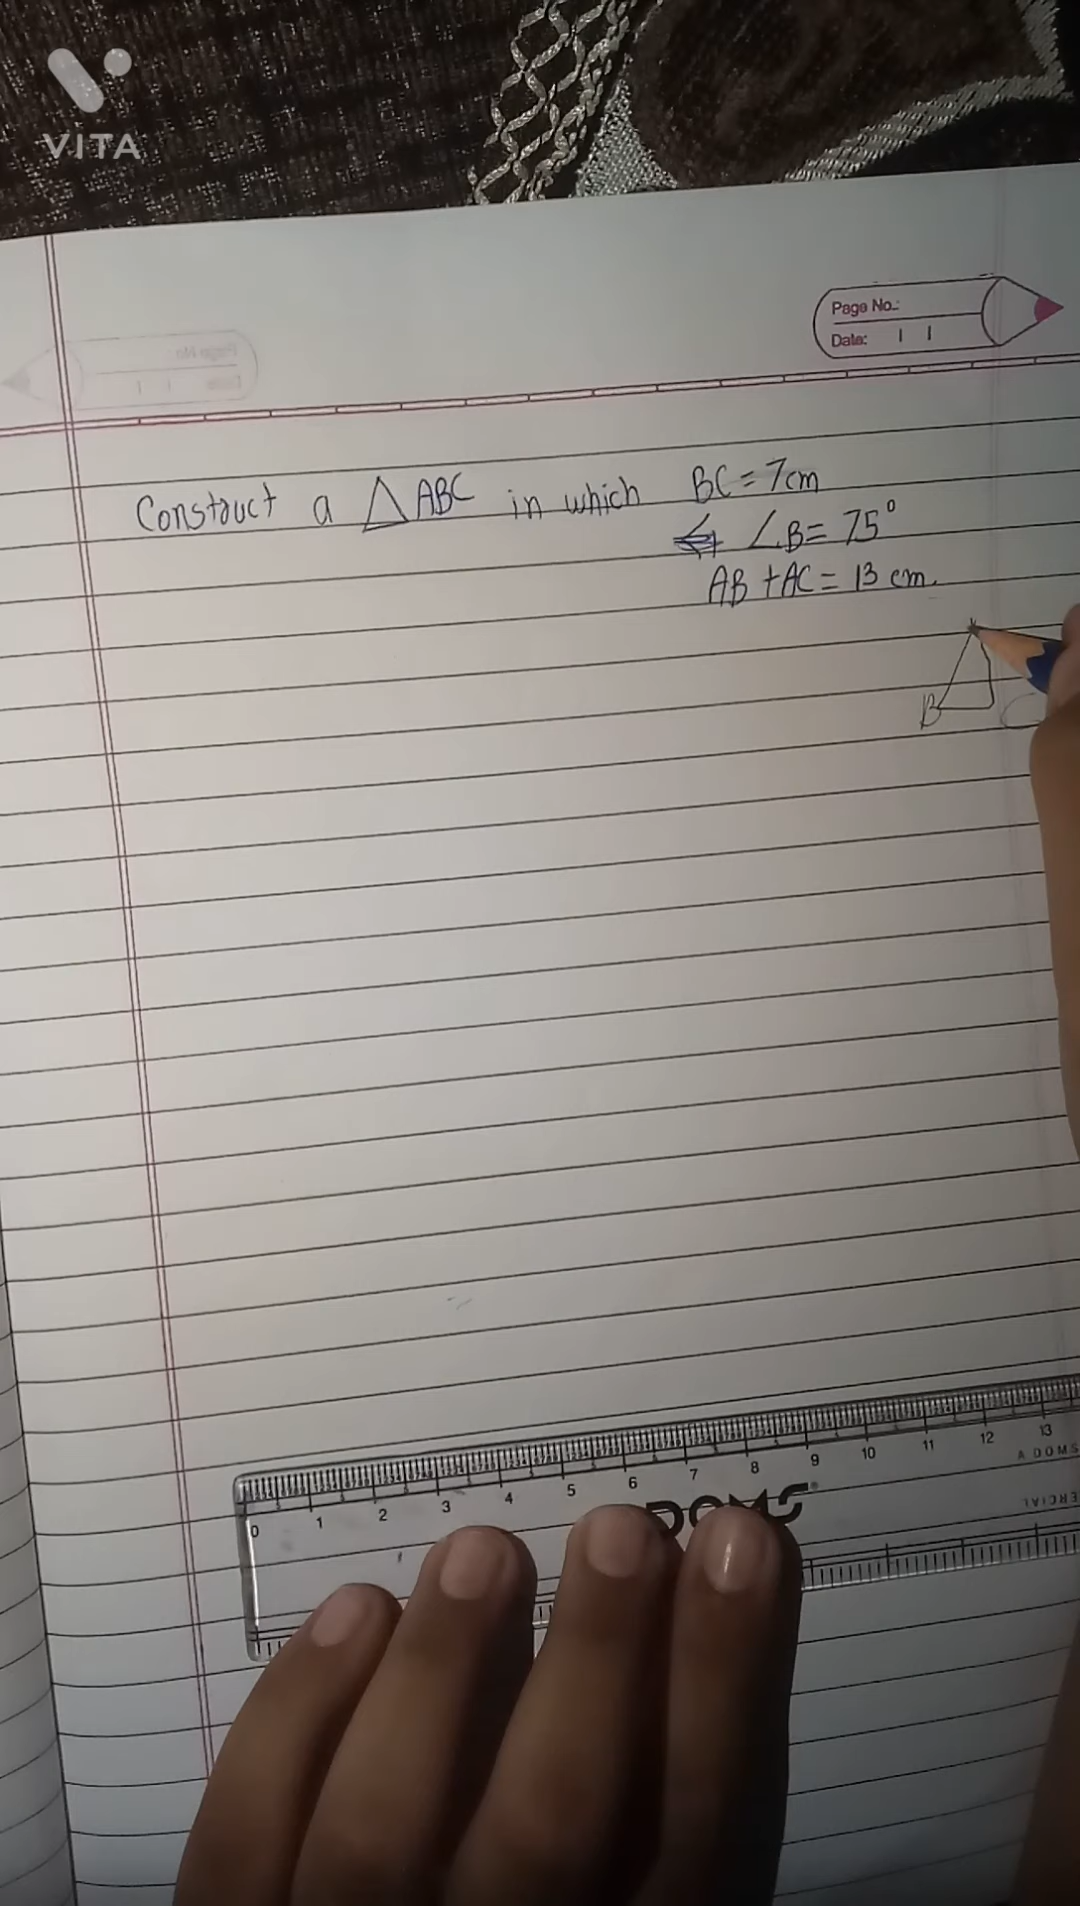 VITA
Page No.:
Date:
Construct a △ ABC in which BC = 7cm
∠B = 75°
AB + AC = 13 cm.
B C
0 1 2 3 4 5 6 7 8 9 10 11 12 13
DOMS®
A DOMS